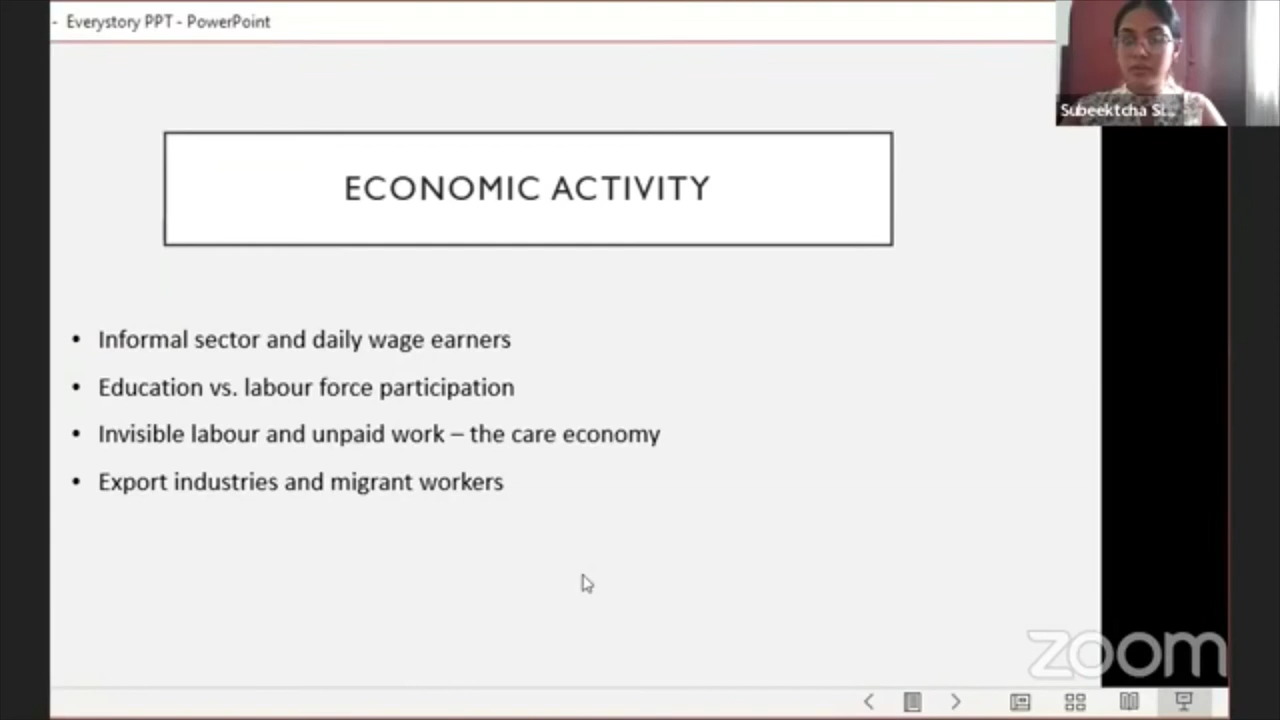 - Everystory PPT - PowerPoint
Subeektcha Sl...
ECONOMIC ACTIVITY
• Informal sector and daily wage earners
• Education vs. labour force participation
• Invisible labour and unpaid work – the care economy
• Export industries and migrant workers
zoom